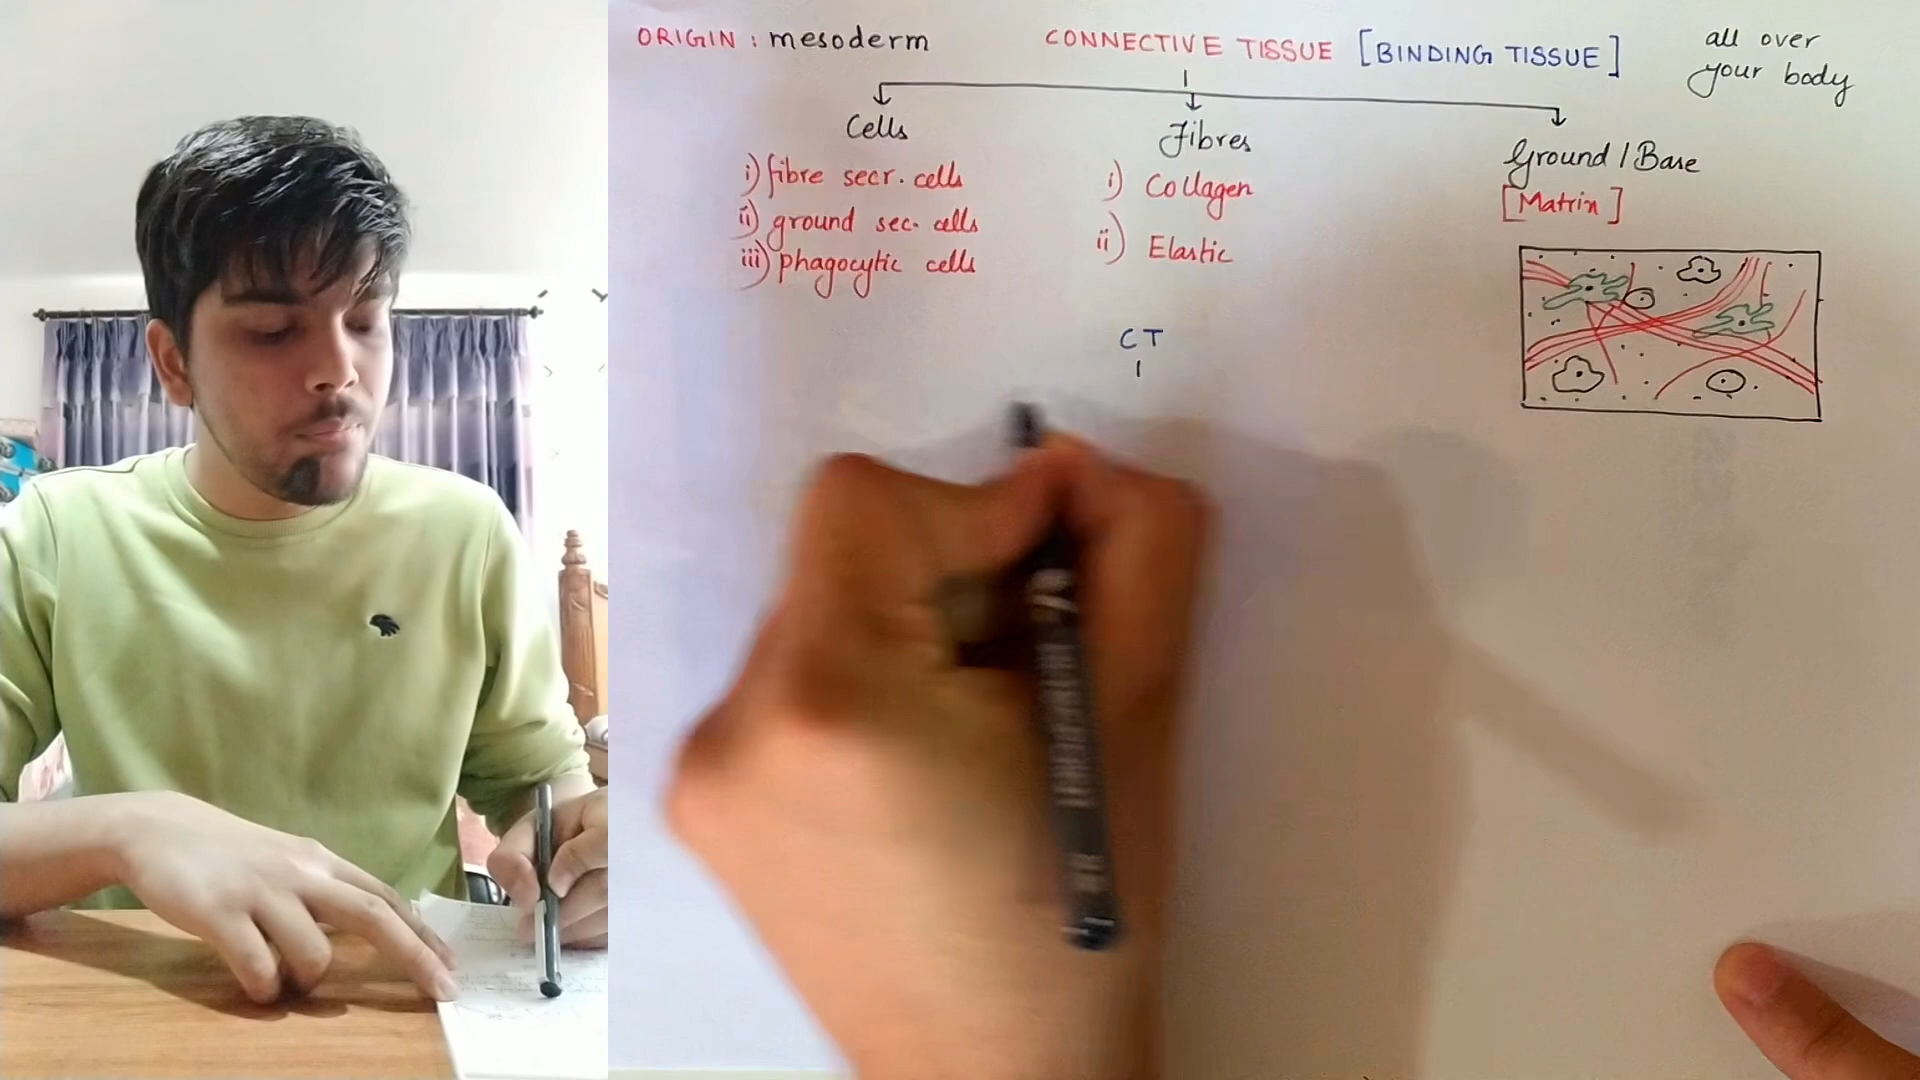 ORIGIN : mesoderm
CONNECTIVE TISSUE [BINDING TISSUE]
all over
your body
Cells
i) fibre secr. cells
ii) ground sec. cells
iii) phagocytic cells
Fibres
i) Collagen
ii) Elastic
Ground / Base
[Matrix]
CT